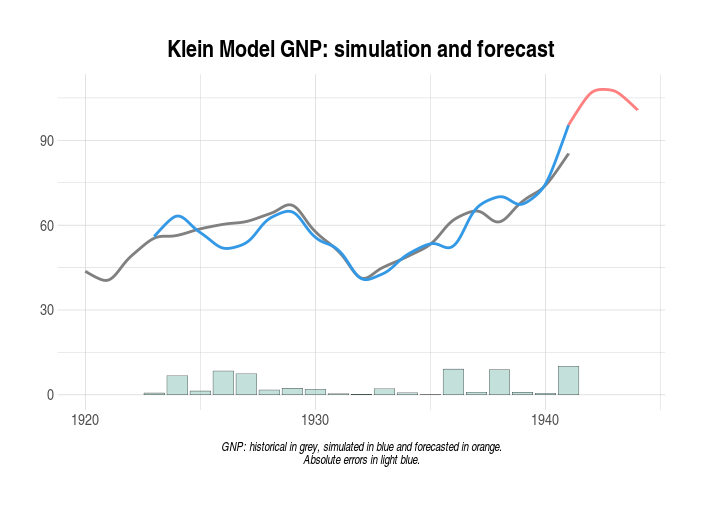 Klein Model GNP: simulation and forecast
90
60
30
0
1920
1930
1940
GNP: historical in grey, simulated in blue and forecasted in orange.
Absolute errors in light blue.